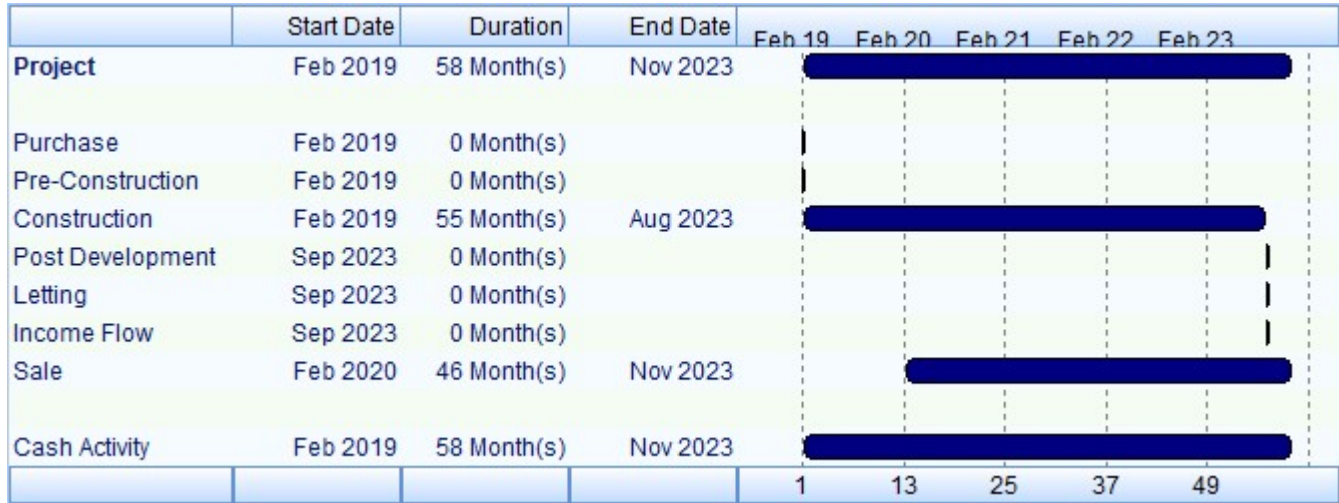 Start Date Duration End Date Feb 19 Feb 20 Feb 21 Feb 22 Feb 23
Project Feb 2019 58 Month(s) Nov 2023
Purchase Feb 2019 0 Month(s)
Pre-Construction Feb 2019 0 Month(s)
Construction Feb 2019 55 Month(s) Aug 2023
Post Development Sep 2023 0 Month(s)
Letting Sep 2023 0 Month(s)
Income Flow Sep 2023 0 Month(s)
Sale Feb 2020 46 Month(s) Nov 2023
Cash Activity Feb 2019 58 Month(s) Nov 2023
1 13 25 37 49